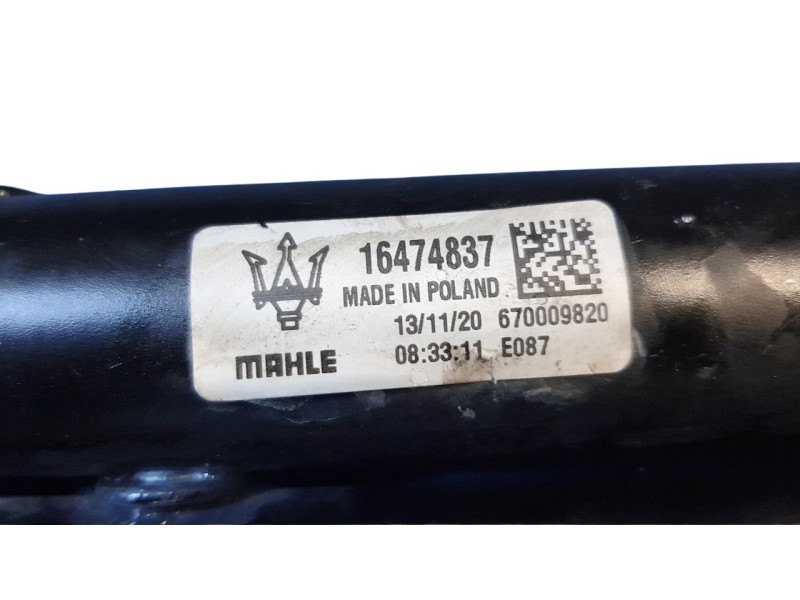 16474837
MADE IN POLAND
13/11/20 670009820
MAHLE 08:33:11 E087